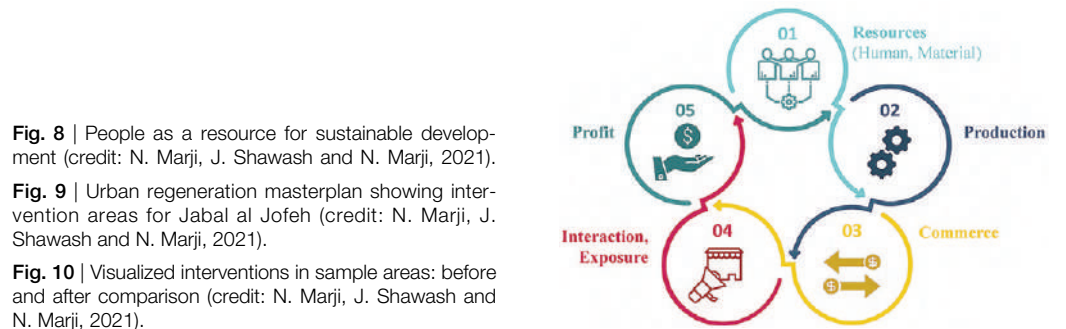 Fig. 8 | People as a resource for sustainable develop-
ment (credit: N. Marji, J. Shawash and N. Marji, 2021).
Fig. 9 | Urban regeneration masterplan showing inter-
vention areas for Jabal al Jofeh (credit: N. Marji, J.
Shawash and N. Marji, 2021).
Fig. 10 | Visualized interventions in sample areas: before
and after comparison (credit: N. Marji, J. Shawash and
N. Marji, 2021).
01
Resources
(Human, Material)
02
Production
03
Commerce
04
Interaction,
Exposure
05
Profit
$
$
$